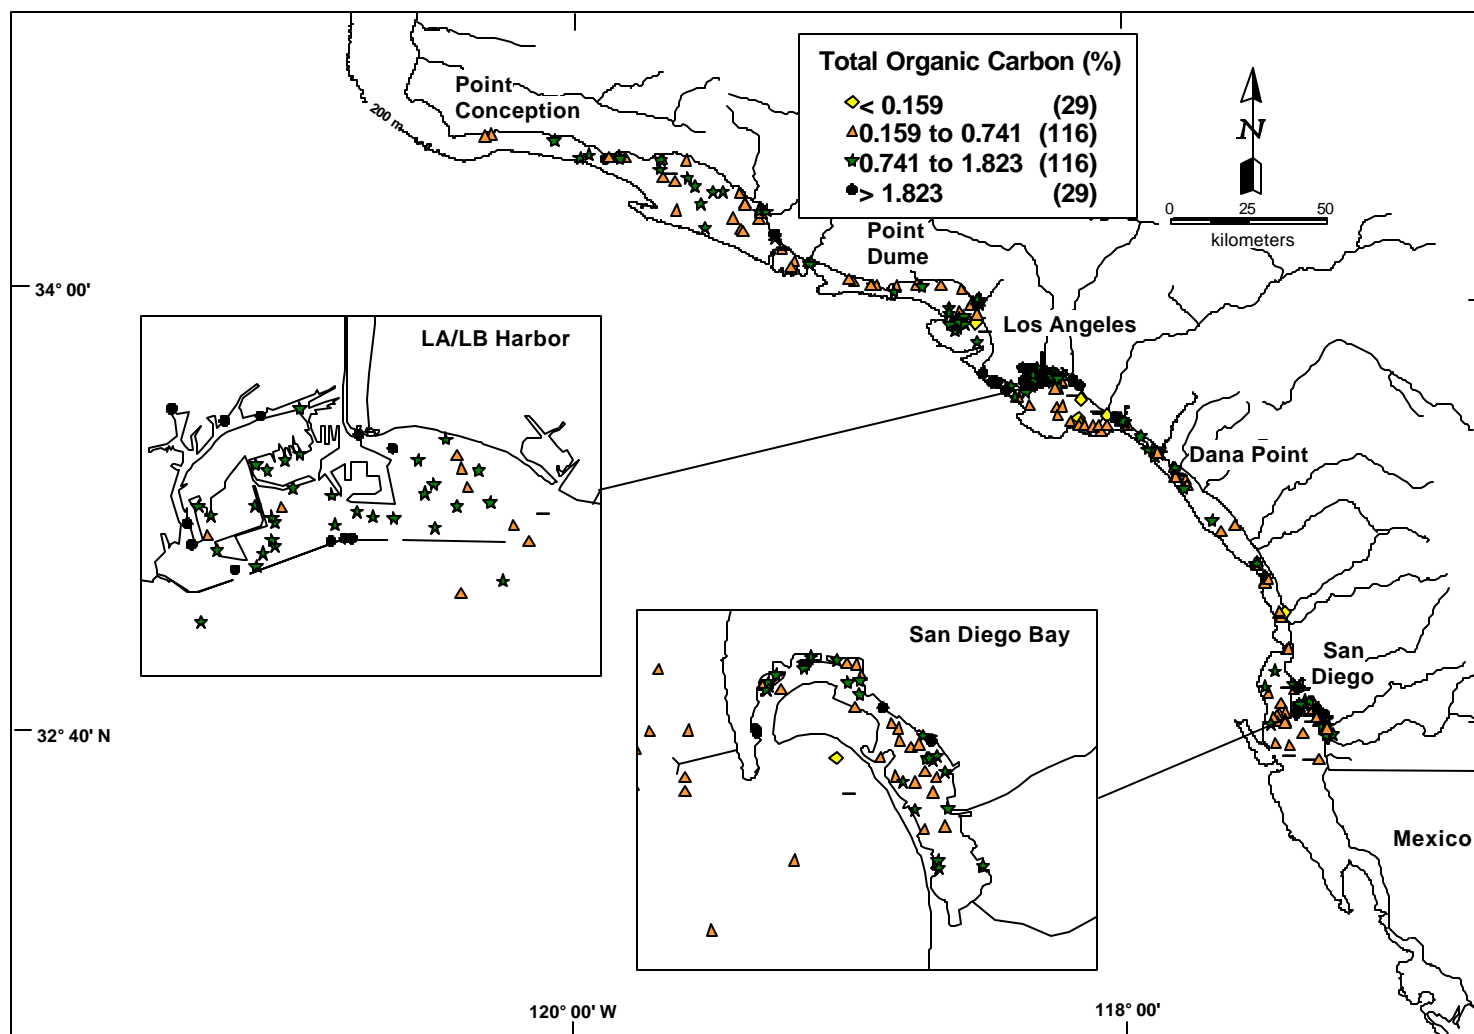 Point
Conception
200 m
Total Organic Carbon (%)
< 0.159 (29)
0.159 to 0.741 (116)
0.741 to 1.823 (116)
> 1.823 (29)
N
0 25 50
kilometers
Point
Dume
34° 00'
Los Angeles
LA/LB Harbor
Dana Point
San Diego Bay
San
Diego
32° 40' N
Mexico
120° 00' W
118° 00'